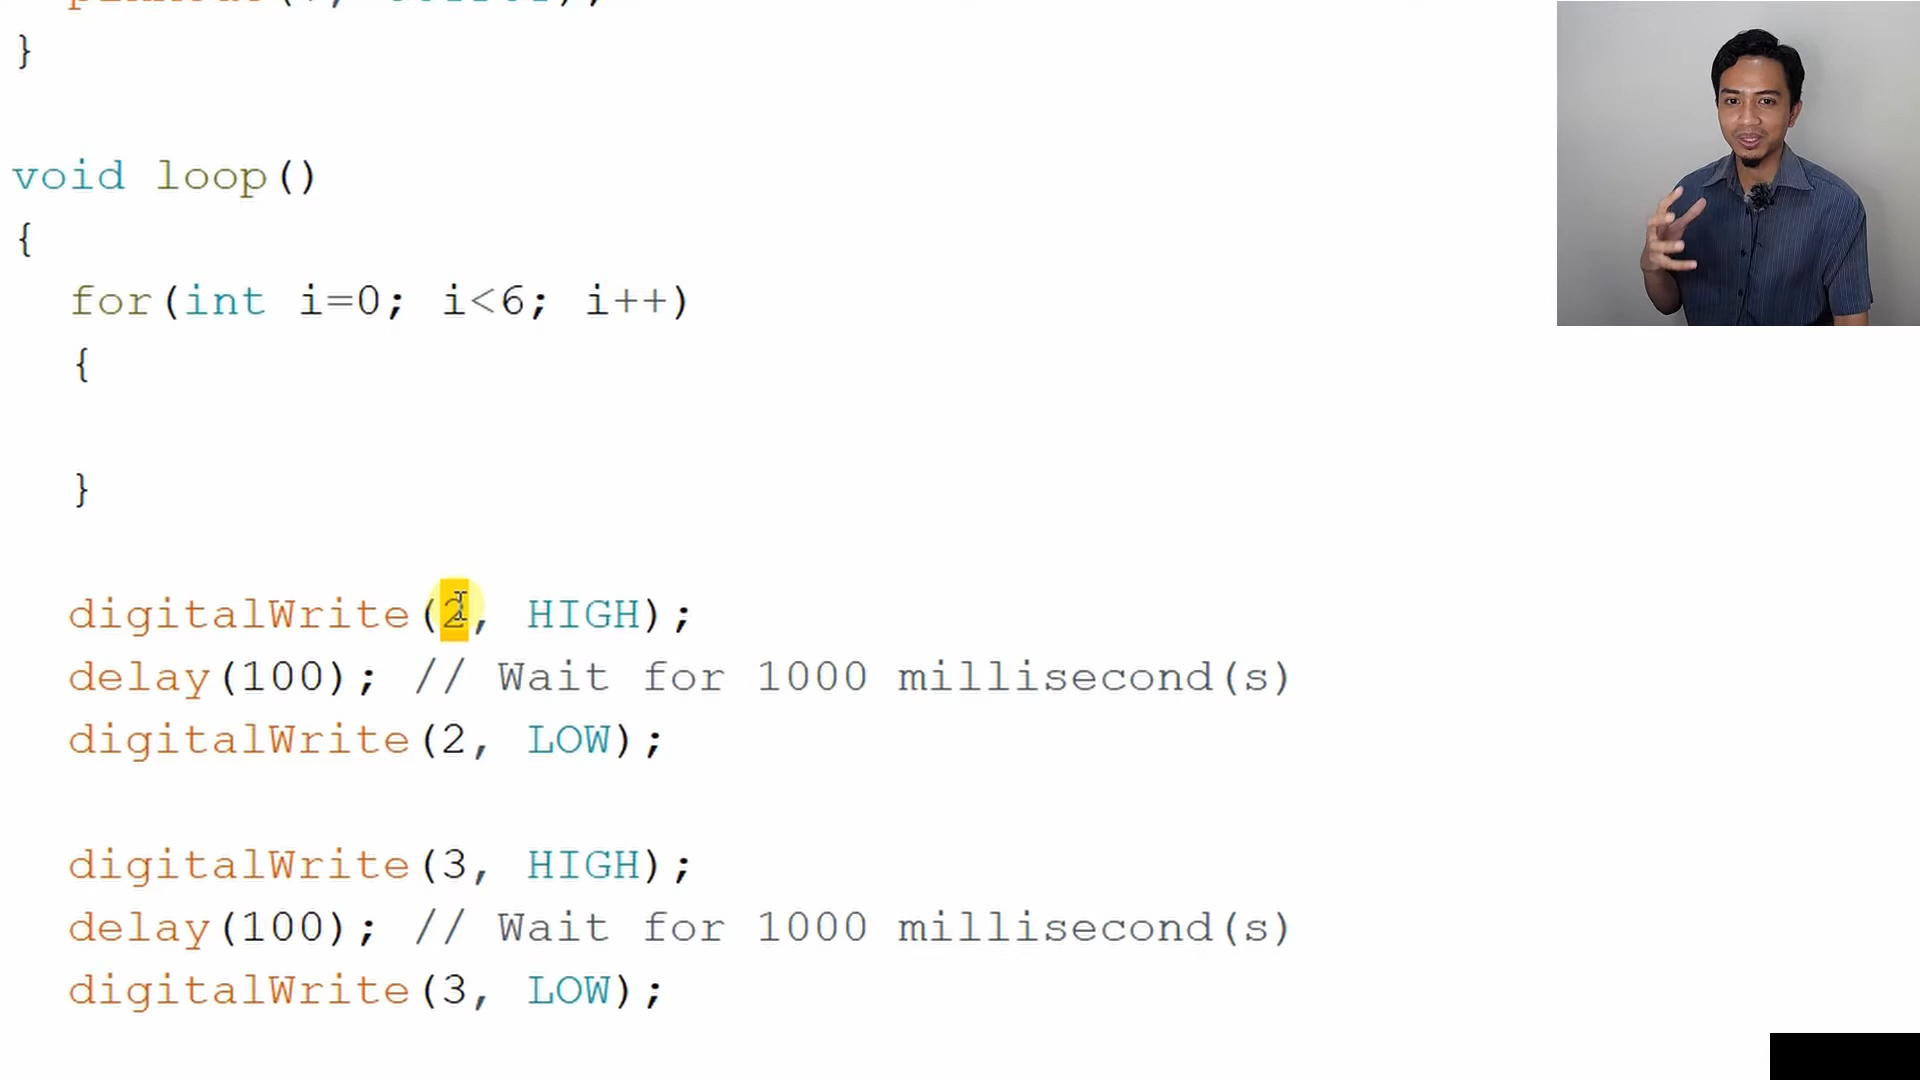 }
void loop()
{
for(int i=0; i<6; i++)
{
}
digitalWrite(2, HIGH);
delay(100); // Wait for 1000 millisecond(s)
digitalWrite(2, LOW);
digitalWrite(3, HIGH);
delay(100); // Wait for 1000 millisecond(s)
digitalWrite(3, LOW);